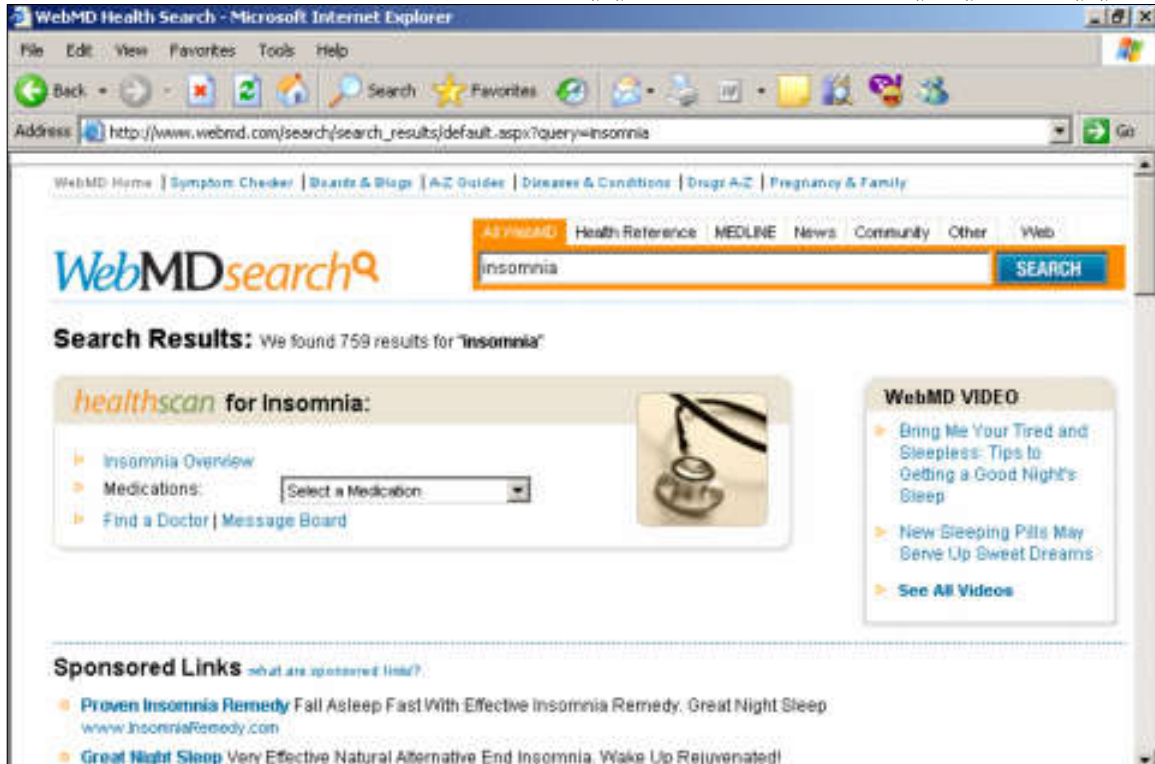 WebMD Health Search - Microsoft Internet Explorer
File Edit View Favorites Tools Help
Back Search Favorites
Address http://www.webmd.com/search/search_results/default.aspx?query=insomnia Go
WebMD Home | Symptom Checker | Boards & Blogs | A-Z Guides | Diseases & Conditions | Drugs A-Z | Pregnancy & Family
All WebMD Health Reference MEDLINE News Community Other Web
WebMDsearch
insomnia SEARCH
Search Results: We found 759 results for "insomnia"
healthscan for Insomnia:
Insomnia Overview
Medications: Select a Medication
Find a Doctor | Message Board
WebMD VIDEO
Bring Me Your Tired and
Sleepless: Tips to
Getting a Good Night's
Sleep
New Sleeping Pills May
Serve Up Sweet Dreams
See All Videos
Sponsored Links what are sponsored links?
Proven Insomnia Remedy Fall Asleep Fast With Effective Insomnia Remedy. Great Night Sleep
www.InsomniaRemedy.com
Great Night Sleep Very Effective Natural Alternative End Insomnia. Wake Up Rejuvenated!